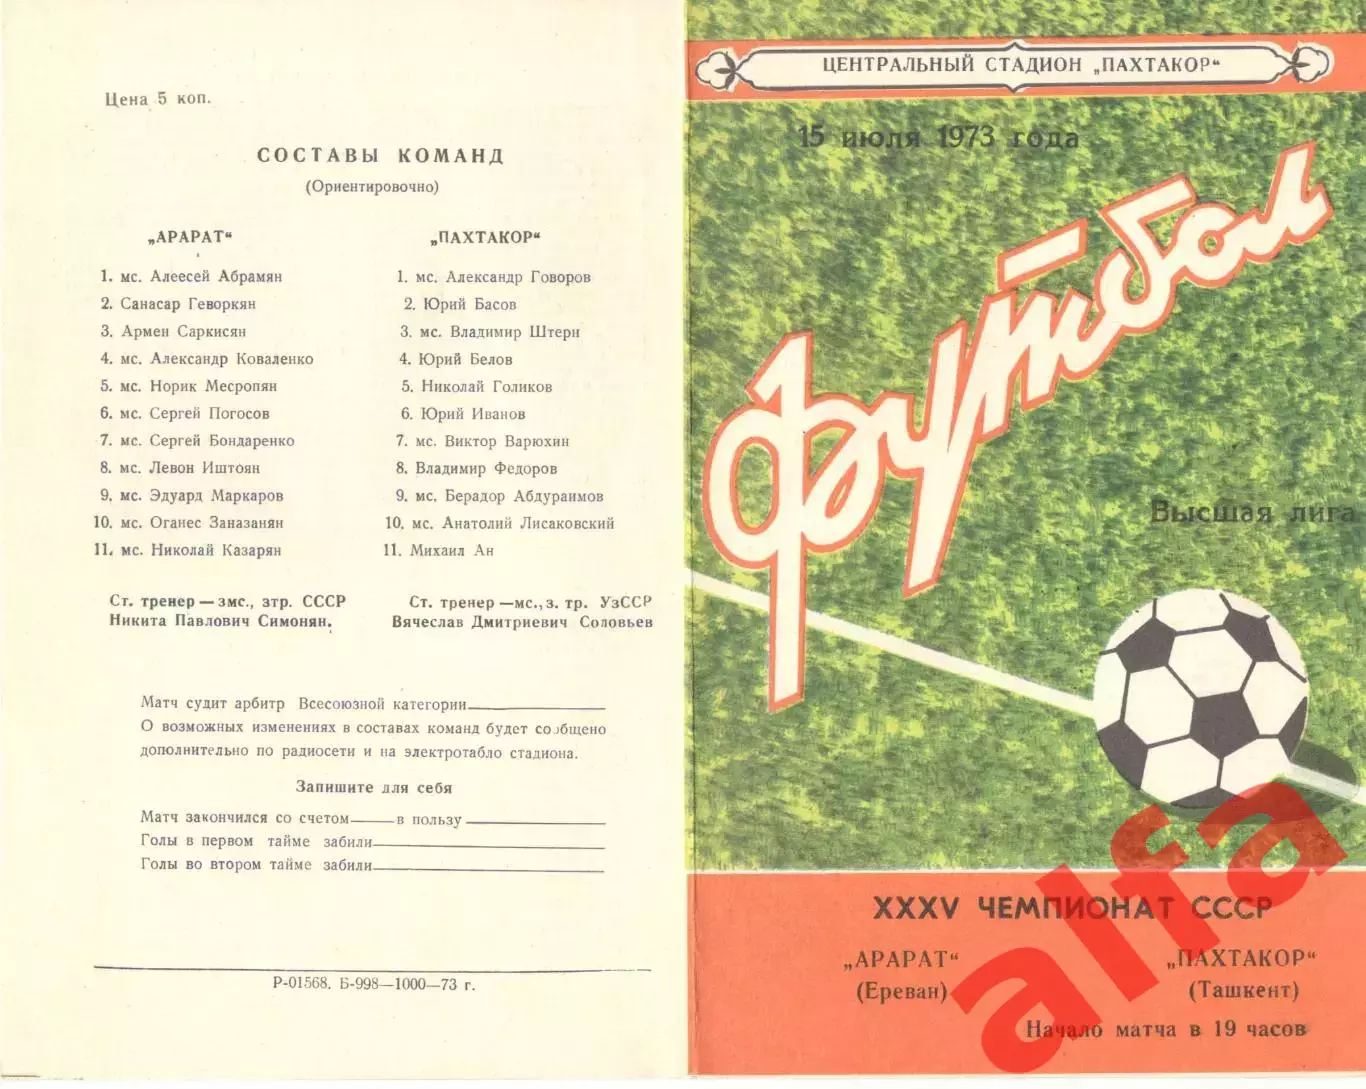 Цена 5 коп.
СОСТАВЫ КОМАНД
(Ориентировочно)
„АРАРАТ“
1. мс. Алеесей Абрамян
2. Санасар Геворкян
3. Армен Саркисян
4. мс. Александр Коваленко
5. мс. Норик Месропян
6. мс. Сергей Погосов
7. мс. Сергей Бондаренко
8. мс. Левон Иштоян
9. мс. Эдуард Маркаров
10. мс. Оганес Заназанян
11. мс. Николай Казарян
Ст. тренер — змс., зтр. СССР
Никита Павлович Симонян.
„ПАХТАКОР“
1. мс. Александр Говоров
2. Юрий Басов
3. мс. Владимир Штерн
4. Юрий Белов
5. Николай Голиков
6. Юрий Иванов
7. мс. Виктор Варюхин
8. Владимир Федоров
9. мс. Берадор Абдураимов
10. мс. Анатолий Лисаковский
11. Михаил Ан
Ст. тренер —мс., з. тр. УзССР
Вячеслав Дмитриевич Соловьев
Матч судит арбитр Всесоюзной категории
О возможных изменениях в составах команд будет сообщено
дополнительно по радиосети и на электротабло стадиона.
Запишите для себя
Матч закончился со счетом в пользу
Голы в первом тайме забили
Голы во втором тайме забили
Р-01568. Б-998—1000—73 г.
ЦЕНТРАЛЬНЫЙ СТАДИОН „ПАХТАКОР“
15 июля 1973 года
Футбол
Высшая лига
XXXV ЧЕМПИОНАТ СССР
„АРАРАТ“ „ПАХТАКОР“
(Ереван) (Ташкент)
Начало матча в 19 часов
alfa